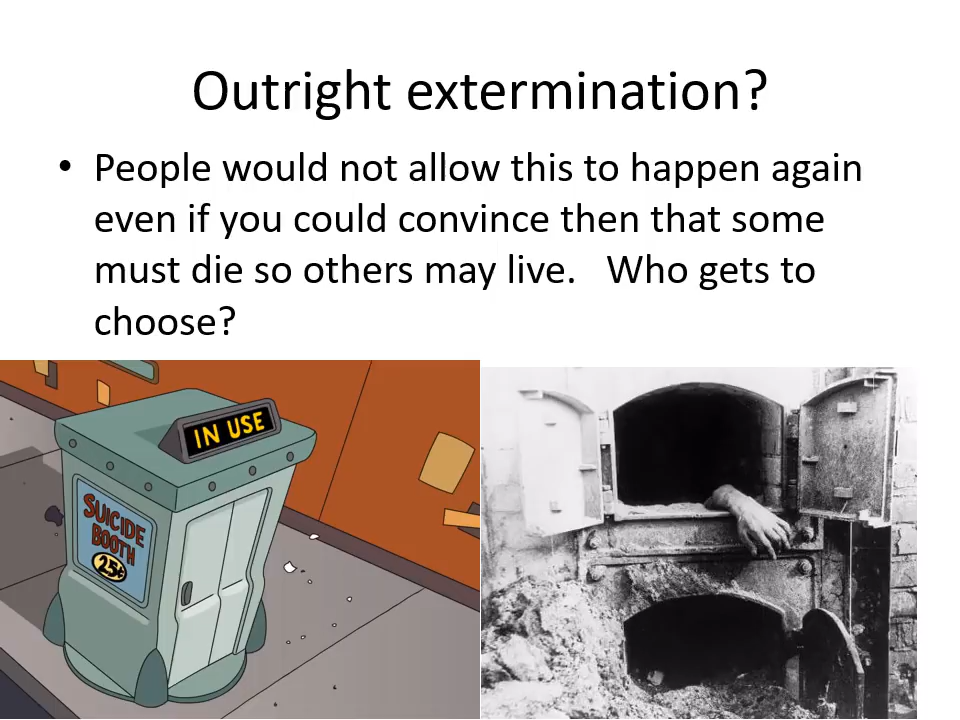 Outright extermination?
• People would not allow this to happen again
even if you could convince then that some
must die so others may live.   Who gets to
choose?
IN USE
SUICIDE
BOOTH
25¢